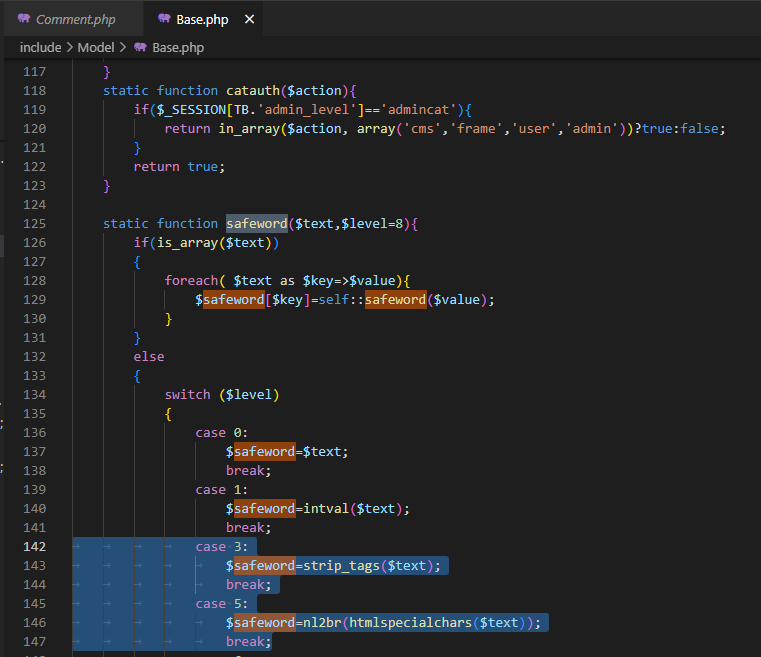 Comment.php Base.php ×
include > Model > Base.php
117 }
118 static function catauth($action){
119 if($_SESSION[TB.'admin_level']=='admincat'){
120 return in_array($action, array('cms','frame','user','admin'))?true:false;
121 }
122 return true;
123 }
124
125 static function safeword($text,$level=8){
126 if(is_array($text))
127 {
128 foreach( $text as $key=>$value){
129 $safeword[$key]=self::safeword($value);
130 }
131 }
132 else
133 {
134 switch ($level)
135 {
136 case 0:
137 $safeword=$text;
138 break;
139 case 1:
140 $safeword=intval($text);
141 break;
142 case 3:
143 $safeword=strip_tags($text);
144 break;
145 case 5:
146 $safeword=nl2br(htmlspecialchars($text));
147 break;